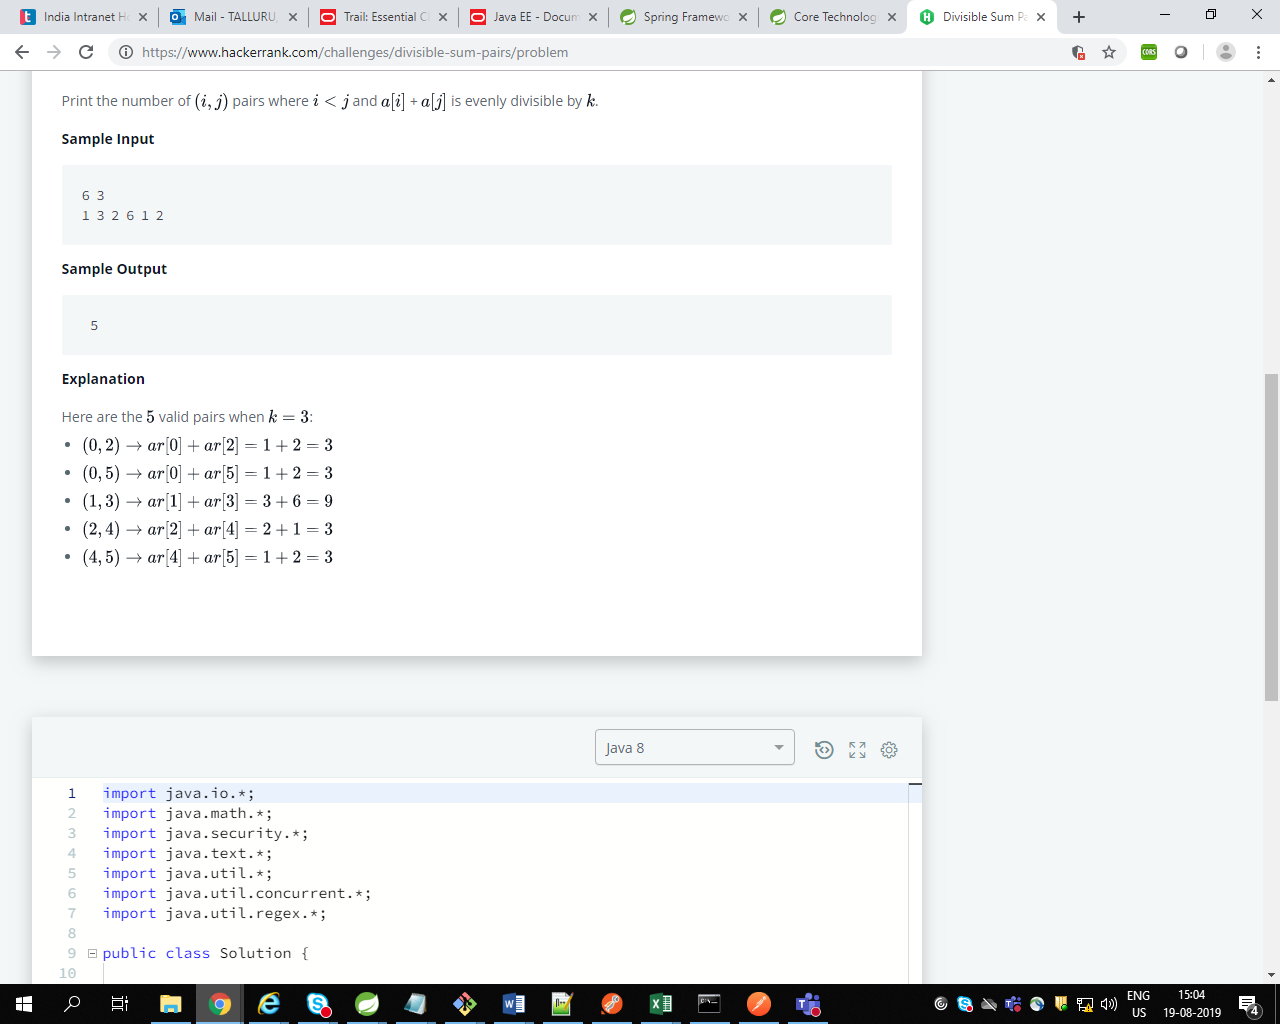 India Intranet Ho
Mail - TALLURU,
Trail: Essential C
Java EE - Docum
Spring Framewo
Core Technolog
Divisible Sum Pa
https://www.hackerrank.com/challenges/divisible-sum-pairs/problem
CORS
Print the number of (i, j) pairs where i < j and a[i] + a[j] is evenly divisible by k.
Sample Input
6 3
1 3 2 6 1 2
Sample Output
5
Explanation
Here are the 5 valid pairs when k = 3:
• (0, 2) → ar[0] + ar[2] = 1 + 2 = 3
• (0, 5) → ar[0] + ar[5] = 1 + 2 = 3
• (1, 3) → ar[1] + ar[3] = 3 + 6 = 9
• (2, 4) → ar[2] + ar[4] = 2 + 1 = 3
• (4, 5) → ar[4] + ar[5] = 1 + 2 = 3
Java 8
1 import java.io.*;
2 import java.math.*;
3 import java.security.*;
4 import java.text.*;
5 import java.util.*;
6 import java.util.concurrent.*;
7 import java.util.regex.*;
8
9 public class Solution {
10
ENG 15:04
US 19-08-2019
4